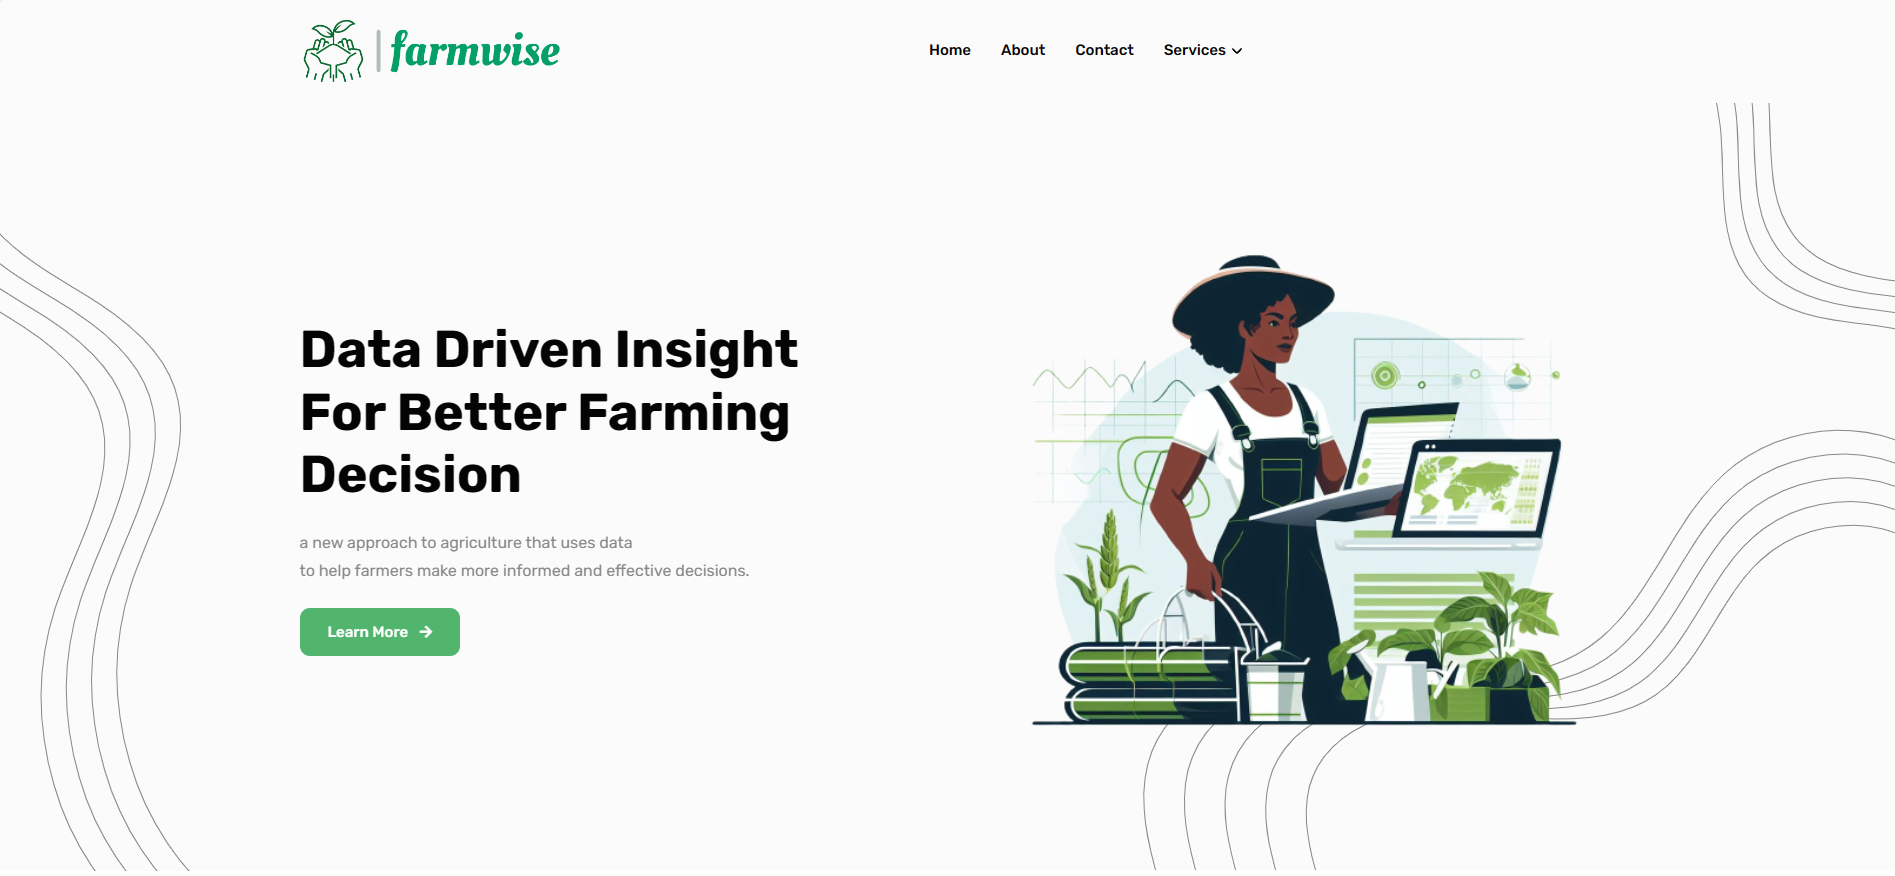 farmwise
Home About Contact Services
Data Driven Insight
For Better Farming
Decision
a new approach to agriculture that uses data
to help farmers make more informed and effective decisions.
Learn More